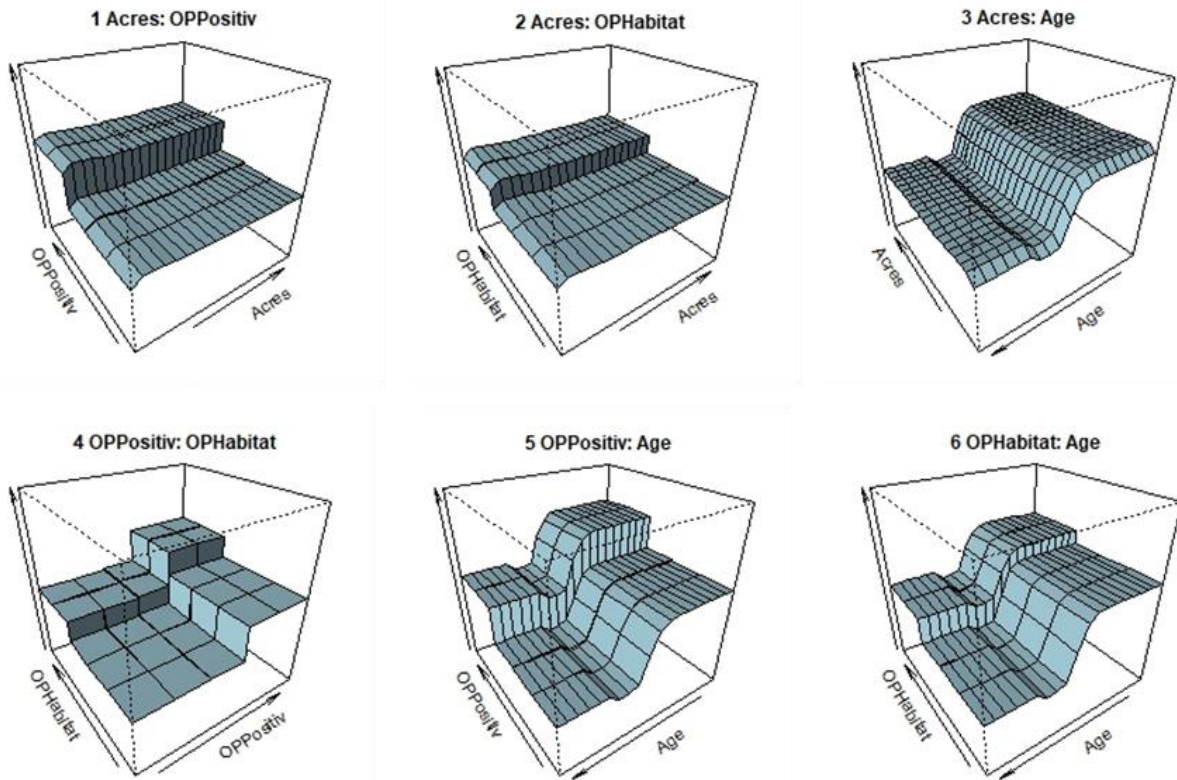 1 Acres: OPPositiv
2 Acres: OPHabitat
3 Acres: Age
OPPositiv
Acres
OPHabitat
Acres
Acres
Age
4 OPPositiv: OPHabitat
5 OPPositiv: Age
6 OPHabitat: Age
OPHabitat
OPPositiv
OPPositiv
Age
OPHabitat
Age